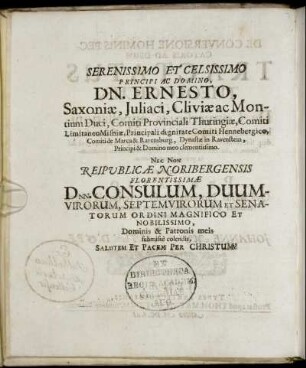 SERENISSIMO ET CELSISSIMO
PRINCIPI AC DOMINO,
DN. ERNESTO,
Saxoniæ, Juliaci, Cliviæ ac Mon-
tium Duci, Comiti Provinciali Thuringiæ, Comiti
Limitaneo Misniæ, Principali dignitate Comiti Hennebergico,
Comiti de Marca & Ravensburg, Dynastæ in Ravenstein,
Principi & Domino meo clementissimo.
NEC NON
REIPUBLICÆ NORIBERGENSIS
FLORENTISSIMÆ
DNN. CONSULUM, DUUM-
VIRORUM, SEPTEMVIRORUM ET SENA-
TORUM ORDINI MAGNIFICO ET
NOBILISSIMO,
Dominis & Patronis meis
submissè colendis,
SALUTEM ET PACEM PER CHRISTUM!